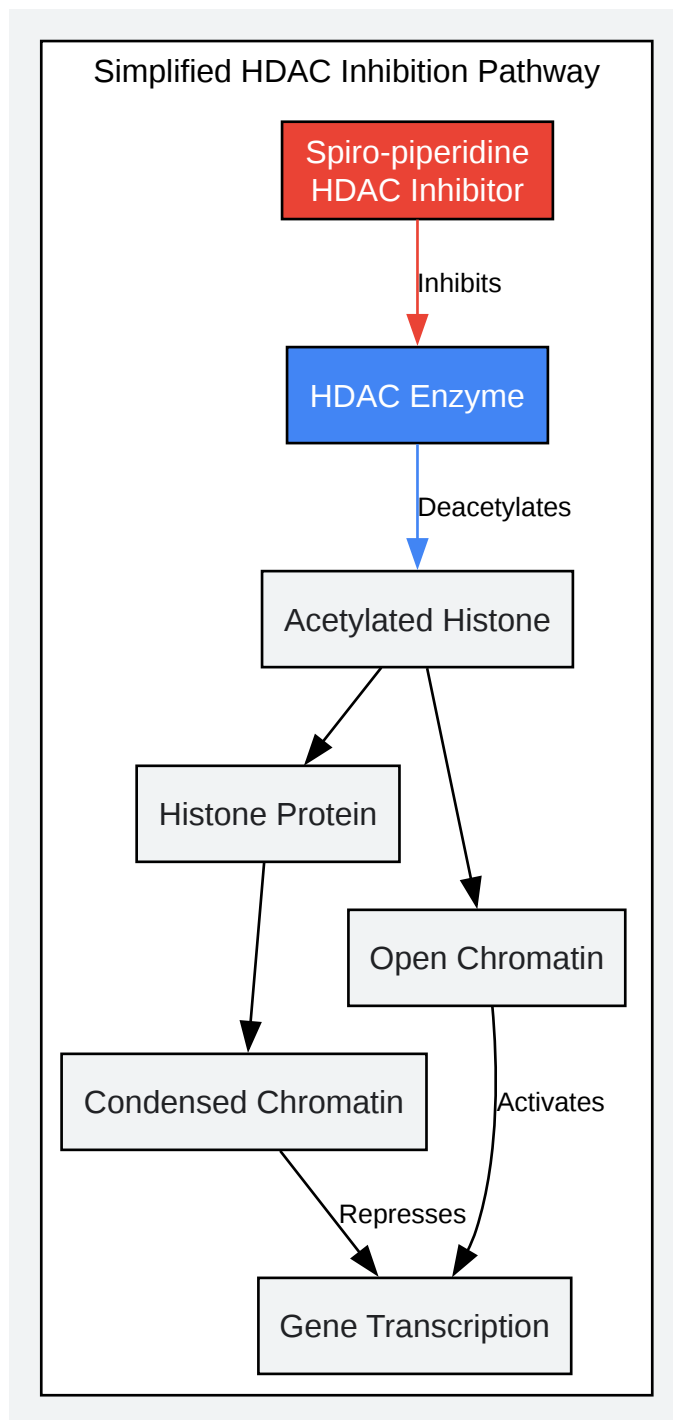 Simplified HDAC Inhibition Pathway
Spiro-piperidine
HDAC Inhibitor
Inhibits
HDAC Enzyme
Deacetylates
Acetylated Histone
Histone Protein
Open Chromatin
Condensed Chromatin
Activates
Represses
Gene Transcription